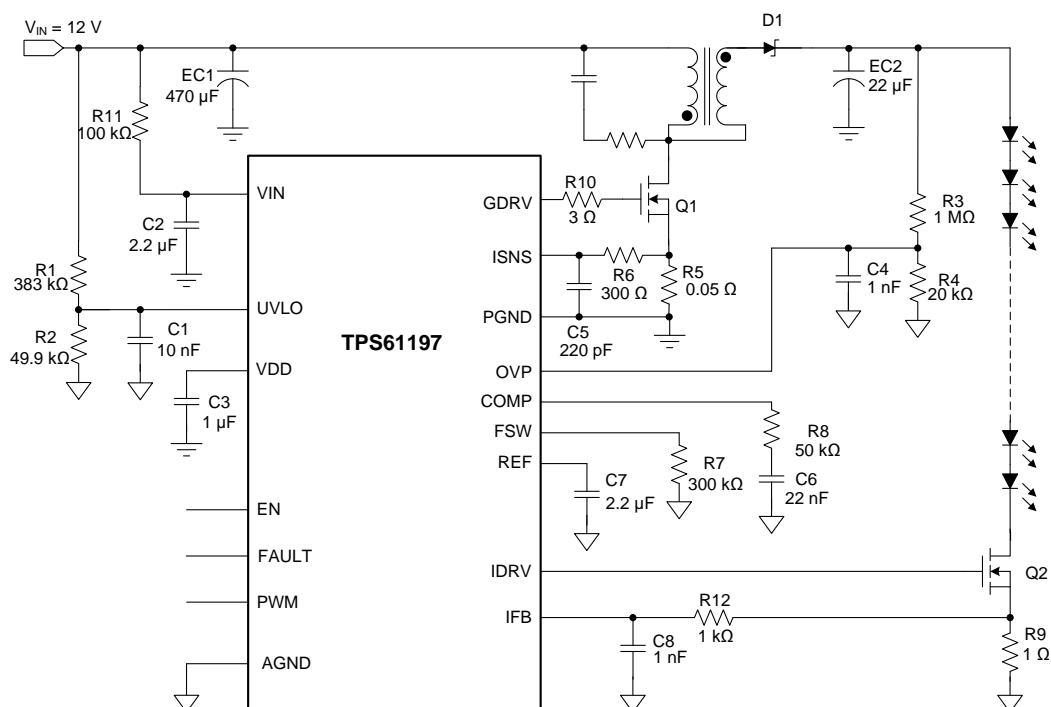 V_IN = 12 V
D1
EC1
470 µF
EC2
22 µF
R11
100 kΩ
VIN
C2
2.2 µF
GDRV
R10
3 Ω
Q1
R3
1 MΩ
R1
383 kΩ
ISNS
R6
300 Ω
R5
0.05 Ω
C4
1 nF
R4
20 kΩ
UVLO
PGND
C5
220 pF
R2
49.9 kΩ
C1
10 nF
TPS61197
VDD
OVP
C3
1 µF
COMP
R8
50 kΩ
FSW
REF
R7
300 kΩ
C7
2.2 µF
C6
22 nF
EN
FAULT
IDRV
Q2
PWM
IFB
R12
1 kΩ
C8
1 nF
R9
1 Ω
AGND